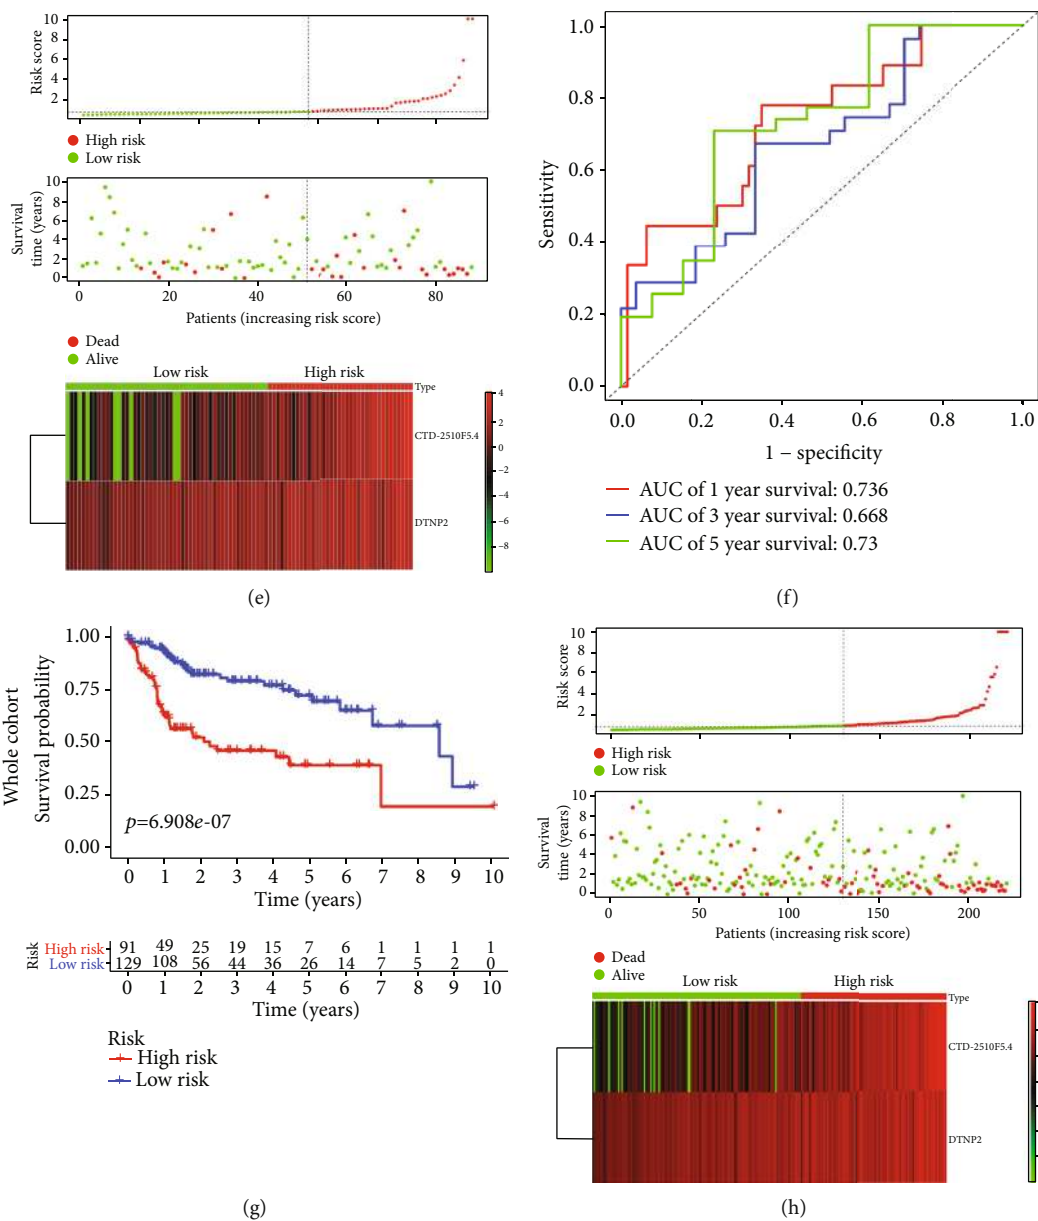 Risk score
10
8
6
4
2
High risk
Low risk
Survival
time (years)
10
8
6
4
2
0
0 20 40 60 80
Patients (increasing risk score)
Dead
Alive
Low risk High risk
Type
CTD-2510F5.4
DTNP2
4
2
0
−2
−4
−6
−8
(e)
Sensitivity
1.0
0.8
0.6
0.4
0.2
0.0
0.0 0.2 0.4 0.6 0.8 1.0
1 − specificity
AUC of 1 year survival: 0.736
AUC of 3 year survival: 0.668
AUC of 5 year survival: 0.73
(f)
Whole cohort
Survival probability
1.00
0.75
0.50
0.25
0.00
p=6.908e-07
0 1 2 3 4 5 6 7 8 9 10
Time (years)
Risk
High risk 91 49 25 19 15 7 6 1 1 1 1
Low risk 129 108 56 44 36 26 14 7 5 2 0
0 1 2 3 4 5 6 7 8 9 10
Time (years)
Risk
High risk
Low risk
(g)
Risk score
10
8
6
4
2
High risk
Low risk
Survival
time (years)
10
8
6
4
2
0
0 50 100 150 200
Patients (increasing risk score)
Dead
Alive
Low risk High risk
Type
CTD-2510F5.4
DTNP2
(h)